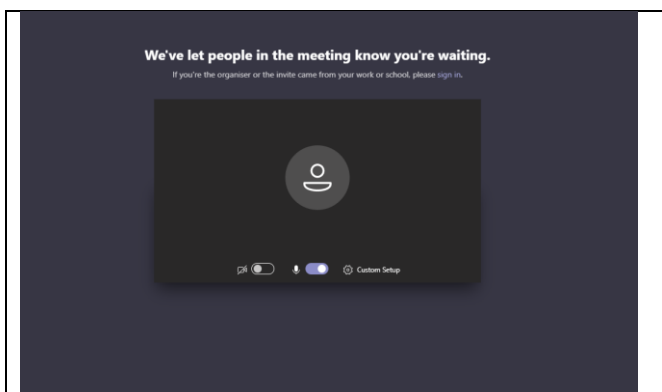 We've let people in the meeting know you're waiting.
If you're the organiser or the invite came from your work or school, please sign in.
Custom Setup